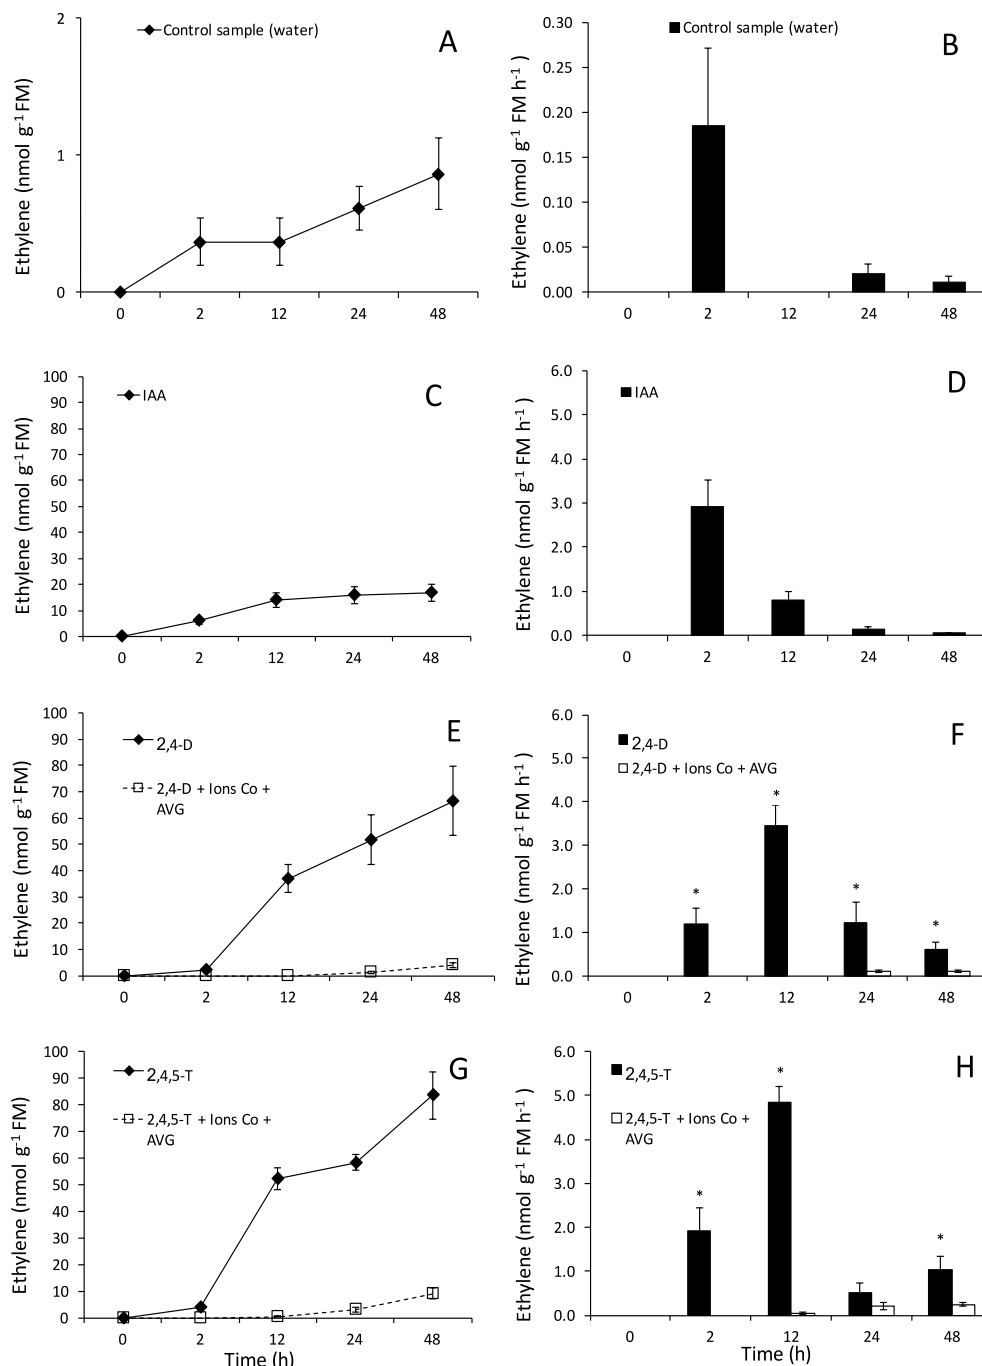 Control sample (water)
A
Ethylene (nmol g⁻¹ FM)
2
1
0
0 2 12 24 48
Control sample (water)
B
Ethylene (nmol g⁻¹ FM h⁻¹ )
0.30
0.25
0.20
0.15
0.10
0.05
0.00
0 2 12 24 48
IAA
C
Ethylene (nmol g⁻¹ FM)
100
90
80
70
60
50
40
30
20
10
0
0 2 12 24 48
IAA
D
Ethylene (nmol g⁻¹ FM h⁻¹ )
6.0
5.0
4.0
3.0
2.0
1.0
0.0
0 2 12 24 48
2,4-D
2,4-D + Ions Co +
AVG
E
Ethylene (nmol g⁻¹ FM)
100
90
80
70
60
50
40
30
20
10
0
0 2 12 24 48
2,4-D
2,4-D + Ions Co + AVG
F
Ethylene (nmol g⁻¹ FM h⁻¹ )
6.0
5.0
4.0
3.0
2.0
1.0
0.0
* * * *
0 2 12 24 48
2,4,5-T
2,4,5-T + Ions Co +
AVG
G
Ethylene (nmol g⁻¹ FM)
100
90
80
70
60
50
40
30
20
10
0
0 2 12 24 48
Time (h)
2,4,5-T
2,4,5-T + Ions Co +
AVG
H
Ethylene (nmol g⁻¹ FM h⁻¹ )
6.0
5.0
4.0
3.0
2.0
1.0
0.0
* * *
0 2 12 24 48
Time (h)